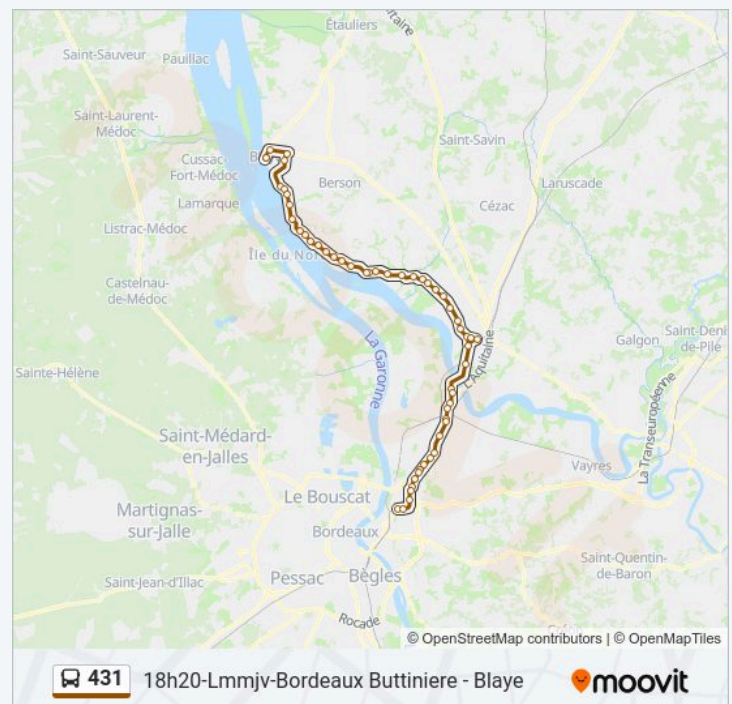 Étauliers
Saint-Sauveur
Pauillac
Saint-Laurent-
Médoc
Saint-Savin
Cussac-
Fort-Médoc
Berson
Laruscade
Lamarque
Cézac
Listrac-Médoc
Île du No
Castelnau-
de-Médoc
La Garonne
L'Aquitaine
Galgon
Saint-Deni
de-Pile
Sainte-Hélène
La Transeuropéenne
Saint-Médard-
en-Jalles
Vayres
Martignas-
sur-Jalle
Le Bouscat
Bordeaux
Saint-Quentin-
de-Baron
Saint-Jean-d'Illac
Pessac
Bègles
Rocade
© OpenStreetMap contributors | © OpenMapTiles
431 18h20-Lmmjv-Bordeaux Buttiniere - Blaye moovit